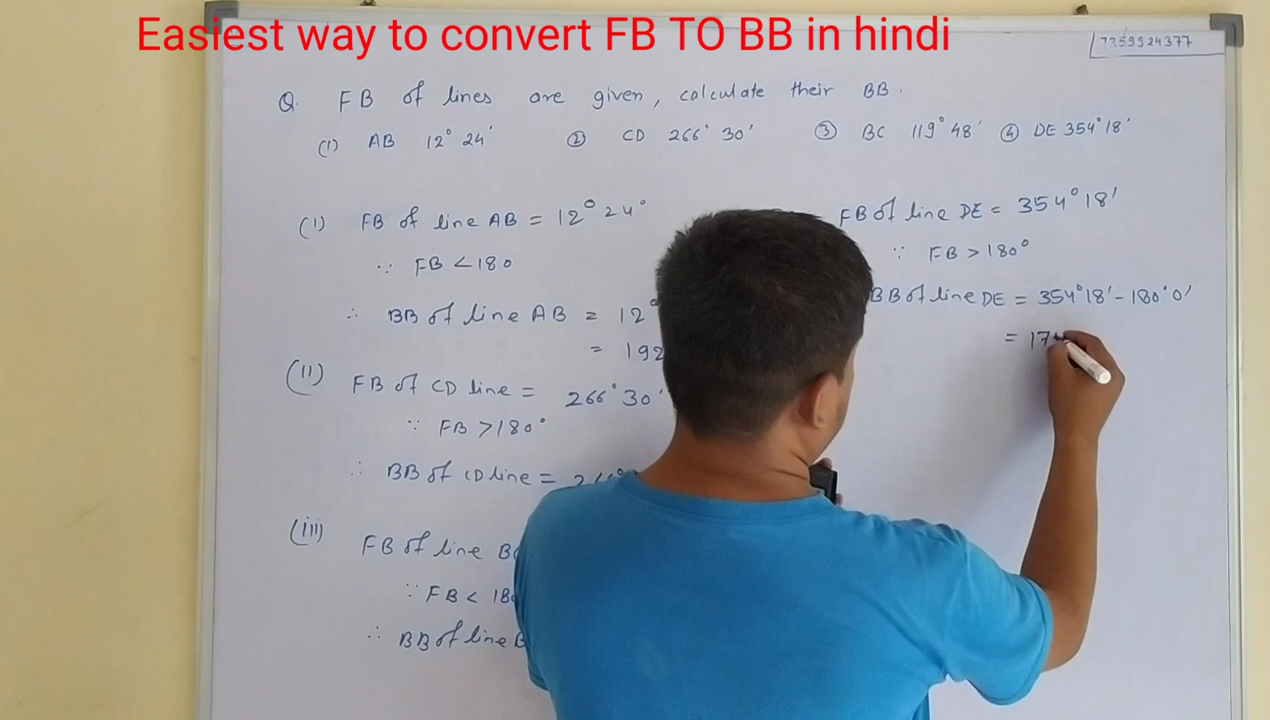 Easiest way to convert FB TO BB in hindi
7359924377
Q. FB of lines are given, calculate their BB.
(1) AB 12° 24' ② CD 266° 30' ③ BC 119° 48' ④ DE 354° 18'
(1) FB of line AB = 12° 24°
∵ FB < 180
∴ BB of line AB = 12°
= 192
(11) FB of CD line = 266° 30'
∵ FB > 180°
∴ BB of CD line =
(iii) FB of line
∵ FB <
∴ BB of line
FB of line DE = 354° 18'
∵ FB > 180°
BB of line DE = 354° 18' - 180° 0'
= 174